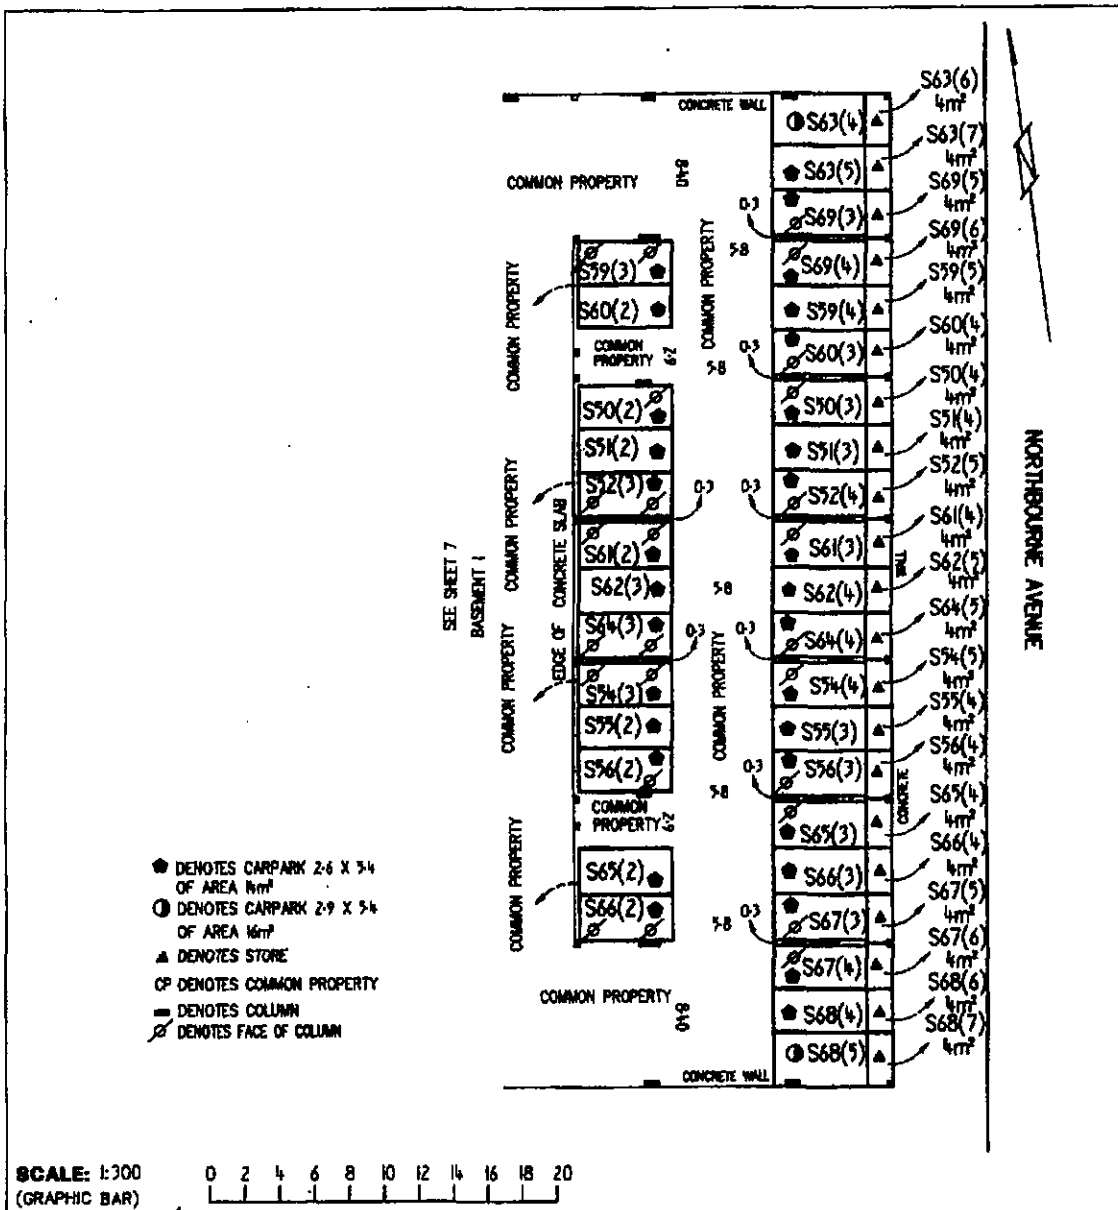 S63(6)
4m²
CONCRETE WALL
S63(4)
S63(7)
4m²
S63(5)
COMMON PROPERTY
8·40
S69(5)
4m²
0·3
S69(3)
S69(6)
4m²
COMMON PROPERTY
5·8
S59(3)
S69(4)
S59(5)
4m²
COMMON PROPERTY
S60(2)
S59(4)
S60(4)
4m²
COMMON
PROPERTY
2·9
0·3
S60(3)
5·8
S50(4)
4m²
S50(2)
S50(3)
S51(4)
4m²
S51(2)
S51(3)
S52(5)
4m²
COMMON PROPERTY
S52(3)
0·3
0·3
S52(4)
S61(4)
4m²
NORTHBOURNE AVENUE
SEE SHEET 7
BASEMENT 1
EDGE OF CONCRETE SLAB
S61(2)
S61(3)
S62(5)
4m²
S62(3)
5·8
S62(4)
S64(5)
4m²
S64(3)
0·3
0·3
S64(4)
S54(5)
4m²
COMMON PROPERTY
COMMON PROPERTY
S54(3)
S54(4)
S55(4)
4m²
S55(2)
S55(3)
S56(4)
4m²
S56(2)
0·3
S56(3)
CONCRETE
5·8
S65(4)
4m²
COMMON
PROPERTY
2·9
S65(3)
S66(4)
4m²
COMMON PROPERTY
S65(2)
S66(3)
S67(5)
4m²
S66(2)
5·8
0·3
S67(3)
S67(6)
4m²
S67(4)
S68(6)
4m²
COMMON PROPERTY
8·40
S68(4)
S68(7)
4m²
S68(5)
CONCRETE WALL
DENOTES CARPARK 2·6 X 5·4
OF AREA 14m²
DENOTES CARPARK 2·9 X 5·4
OF AREA 16m²
DENOTES STORE
CP DENOTES COMMON PROPERTY
DENOTES COLUMN
DENOTES FACE OF COLUMN
SCALE: 1:300
(GRAPHIC BAR)
0 2 4 6 8 10 12 14 16 18 20